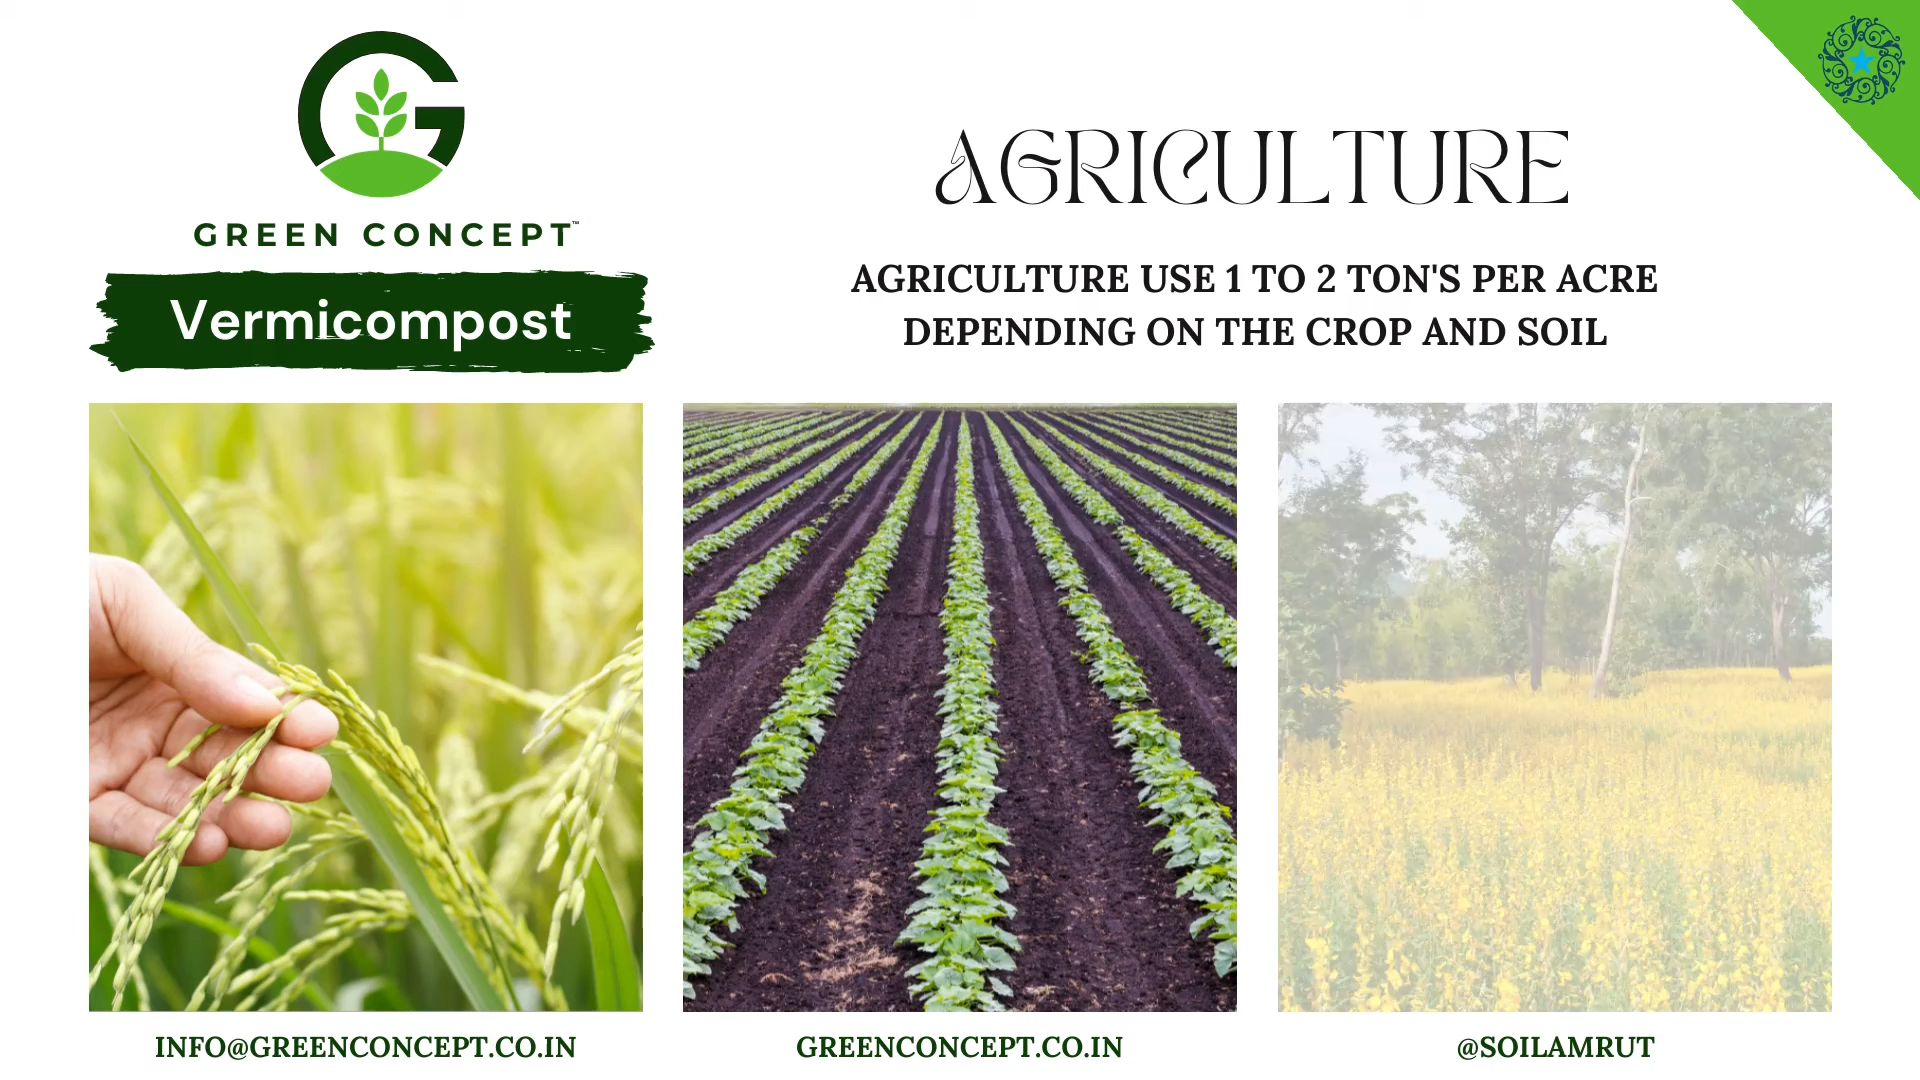 GREEN CONCEPT™
Vermicompost
AGRICULTURE
AGRICULTURE USE 1 TO 2 TON'S PER ACRE
DEPENDING ON THE CROP AND SOIL
INFO@GREENCONCEPT.CO.IN
GREENCONCEPT.CO.IN
@SOILAMRUT